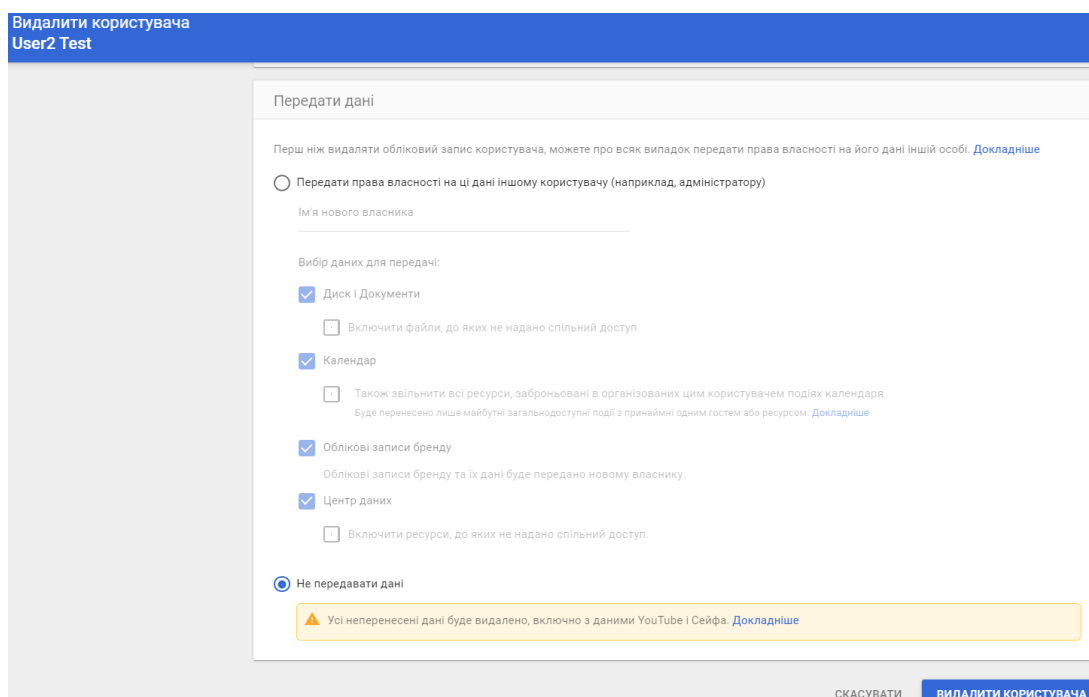 Видалити користувача
User2 Test
Передати дані
Перш ніж видаляти обліковий запис користувача, можете про всяк випадок передати права власності на його дані іншій особі. Докладніше
Передати права власності на ці дані іншому користувачу (наприклад, адміністратору)
Ім'я нового власника
Вибір даних для передачі:
Диск і Документи
Включити файли, до яких не надано спільний доступ.
Календар
Також звільнити всі ресурси, заброньовані в організованих цим користувачем подіях календаря
Буде перенесено лише майбутні загальнодоступні події з принаймні одним гостем або ресурсом. Докладніше
Облікові записи бренду
Облікові записи бренду та їх дані буде передано новому власнику.
Центр даних
Включити ресурси, до яких не надано спільний доступ.
Не передавати дані
Усі неперенесені дані буде видалено, включно з даними YouTube і Сейфа. Докладніше
СКАСУВАТИ ВИДАЛИТИ КОРИСТУВАЧА